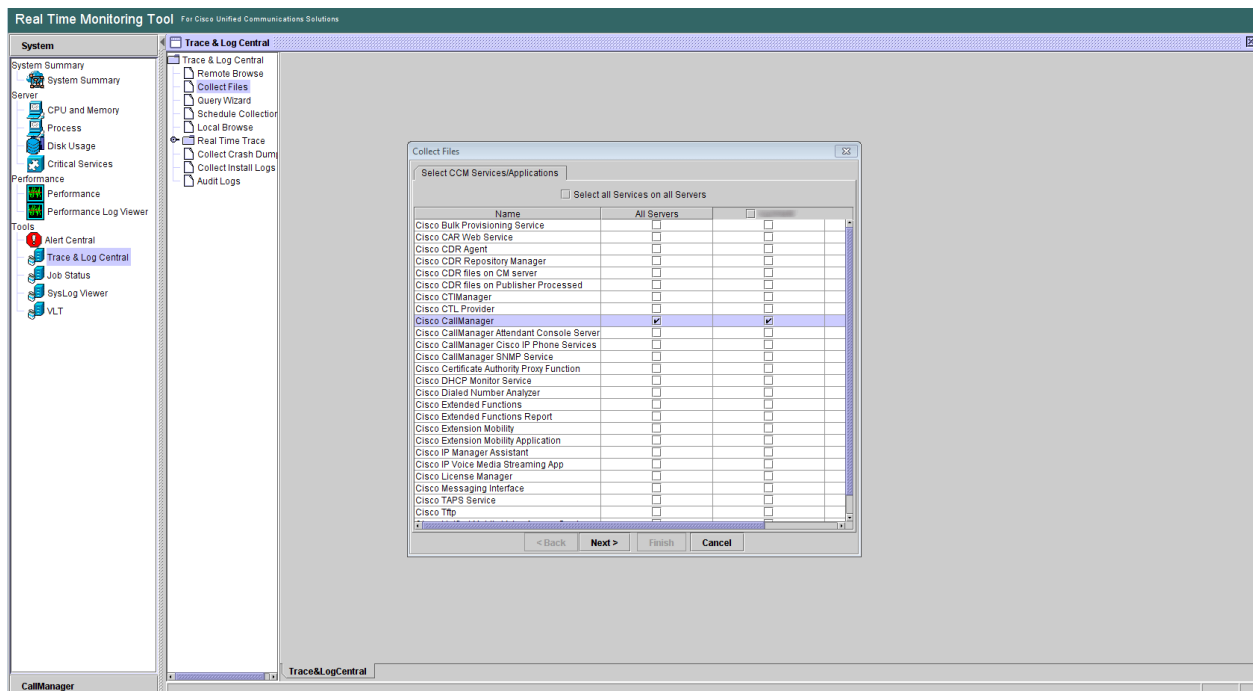 Real Time Monitoring Tool For Cisco Unified Communications Solutions
System
System Summary
System Summary
Server
CPU and Memory
Process
Disk Usage
Critical Services
Performance
Performance
Performance Log Viewer
Tools
Alert Central
Trace & Log Central
Job Status
SysLog Viewer
VLT
CallManager
Trace & Log Central
Trace & Log Central
Remote Browse
Collect Files
Query Wizard
Schedule Collection
Local Browse
Real Time Trace
Collect Crash Dump
Collect Install Logs
Audit Logs
Collect Files
Select CCM Services/Applications
Select all Services on all Servers
Name All Servers
Cisco Bulk Provisioning Service
Cisco CAR Web Service
Cisco CDR Agent
Cisco CDR Repository Manager
Cisco CDR files on CM server
Cisco CDR files on Publisher Processed
Cisco CTIManager
Cisco CTL Provider
Cisco CallManager
Cisco CallManager Attendant Console Server
Cisco CallManager Cisco IP Phone Services
Cisco CallManager SNMP Service
Cisco Certificate Authority Proxy Function
Cisco DHCP Monitor Service
Cisco Dialed Number Analyzer
Cisco Extended Functions
Cisco Extended Functions Report
Cisco Extension Mobility
Cisco Extension Mobility Application
Cisco IP Manager Assistant
Cisco IP Voice Media Streaming App
Cisco License Manager
Cisco Messaging Interface
Cisco TAPS Service
Cisco Tftp
< Back Next > Finish Cancel
Trace&LogCentral